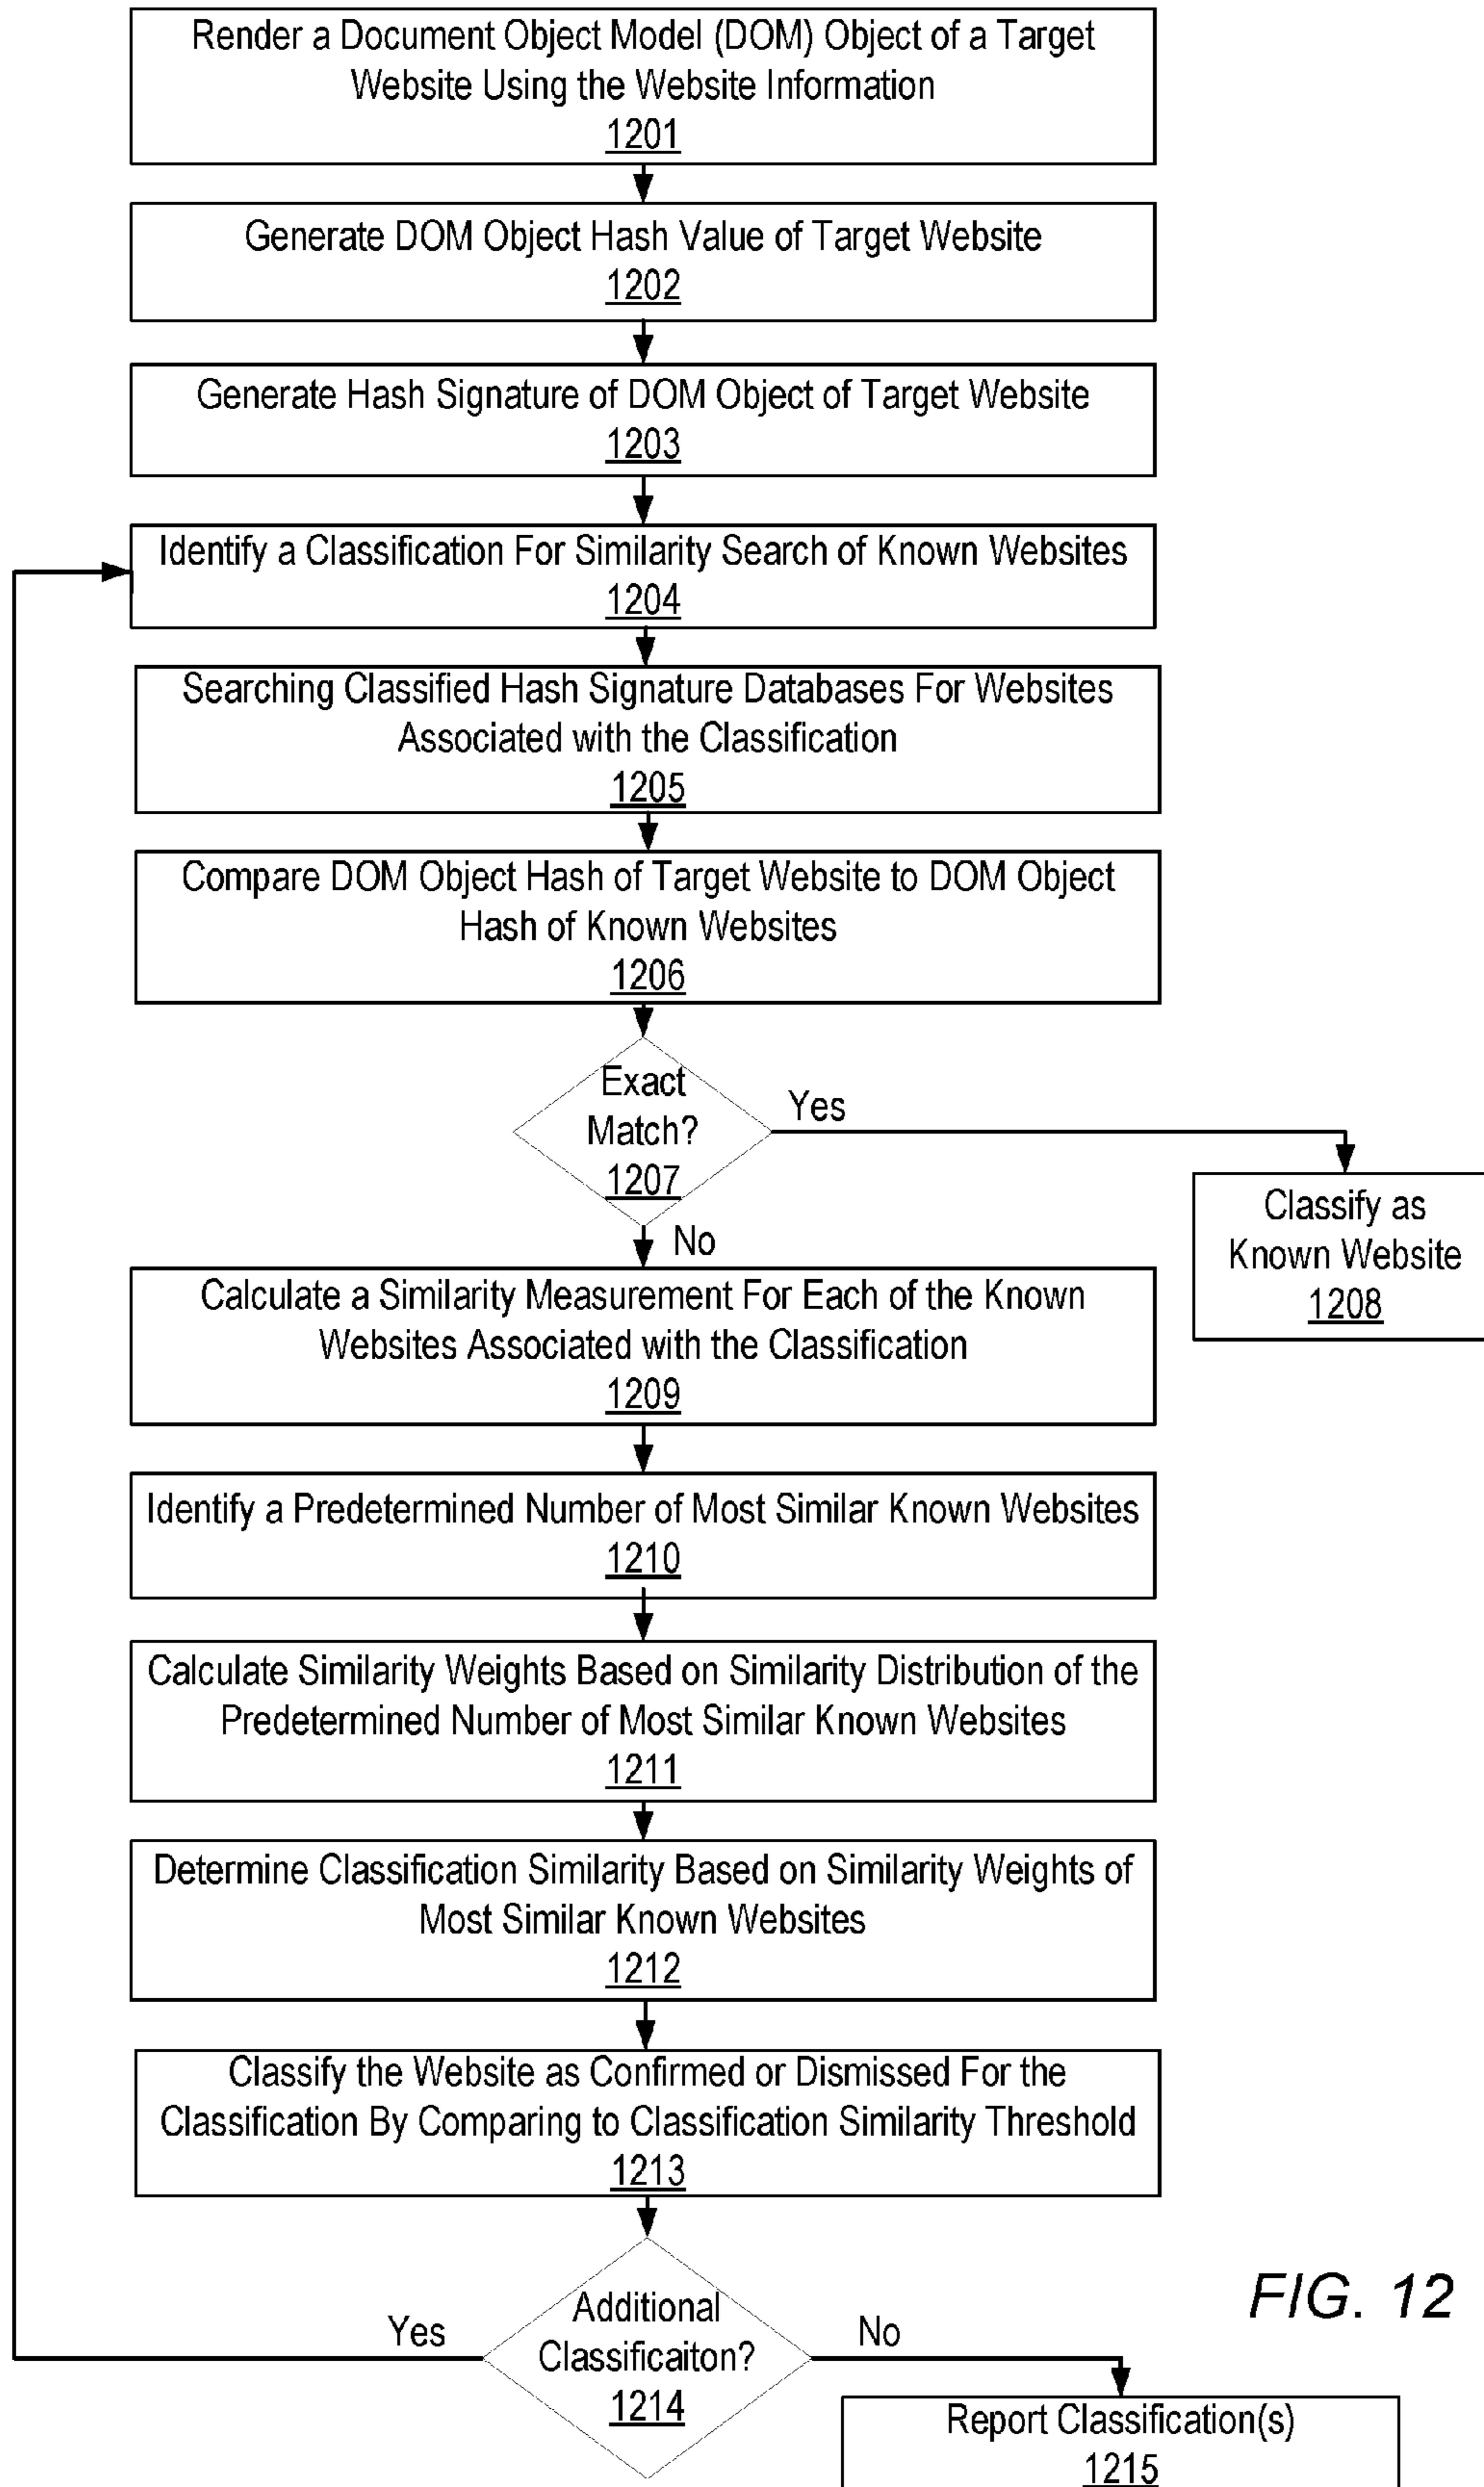 Render a Document Object Model (DOM) Object of a Target
Website Using the Website Information
1201
Generate DOM Object Hash Value of Target Website
1202
Generate Hash Signature of DOM Object of Target Website
1203
Identify a Classification For Similarity Search of Known Websites
1204
Searching Classified Hash Signature Databases For Websites
Associated with the Classification
1205
Compare DOM Object Hash of Target Website to DOM Object
Hash of Known Websites
1206
Exact
Match?
1207
Yes
Classify as
Known Website
1208
No
Calculate a Similarity Measurement For Each of the Known
Websites Associated with the Classification
1209
Identify a Predetermined Number of Most Similar Known Websites
1210
Calculate Similarity Weights Based on Similarity Distribution of the
Predetermined Number of Most Similar Known Websites
1211
Determine Classification Similarity Based on Similarity Weights of
Most Similar Known Websites
1212
Classify the Website as Confirmed or Dismissed For the
Classification By Comparing to Classification Similarity Threshold
1213
Additional
Classificaiton?
1214
Yes
No
Report Classification(s)
1215
FIG. 12